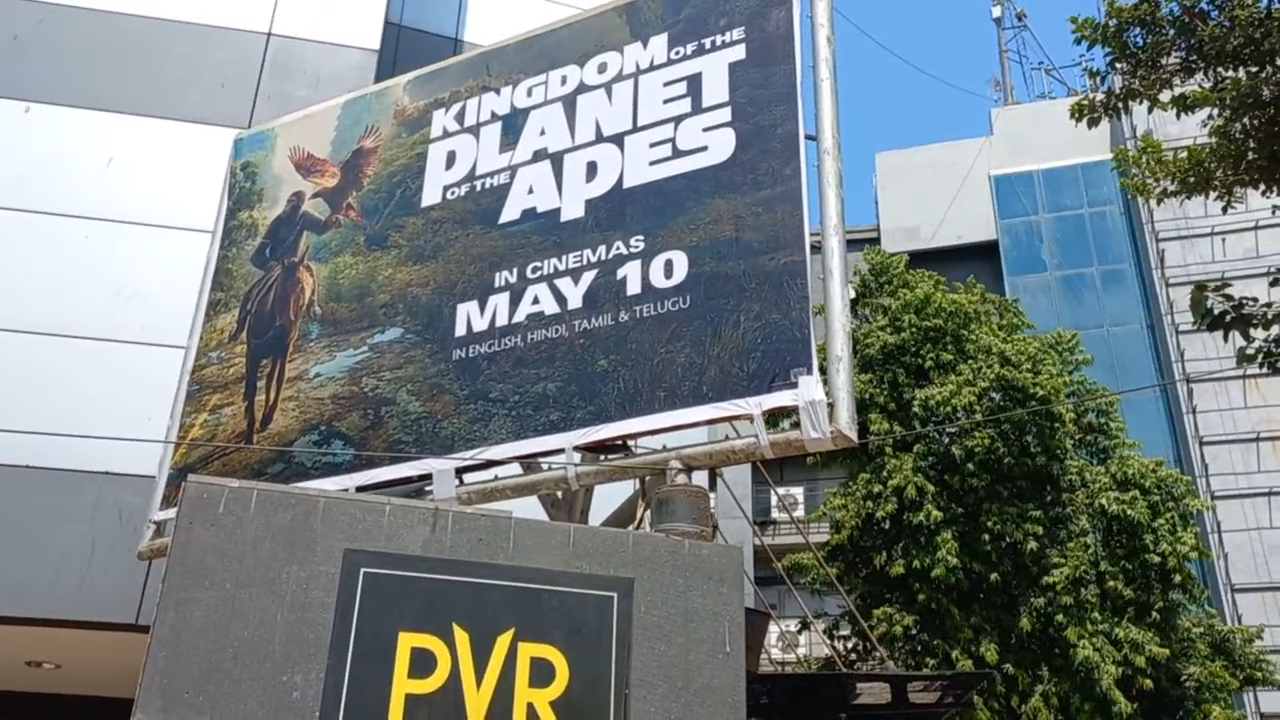 KINGDOM OF THE
PLANET
OF THE APES
IN CINEMAS
MAY 10
IN ENGLISH, HINDI, TAMIL & TELUGU
PVR